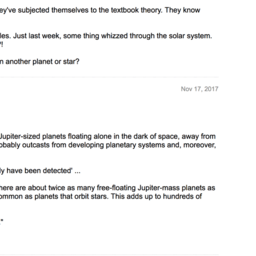 ey've subjected themselves to the textbook theory. They know
les. Just last week, some thing whizzed through the solar system.
'!
n another planet or star?
Nov 17, 2017
Jupiter-sized planets floating alone in the dark of space, away from
obably outcasts from developing planetary systems and, moreover,
ly have been detected' ...
here are about twice as many free-floating Jupiter-mass planets as
ommon as planets that orbit stars. This adds up to hundreds of
"